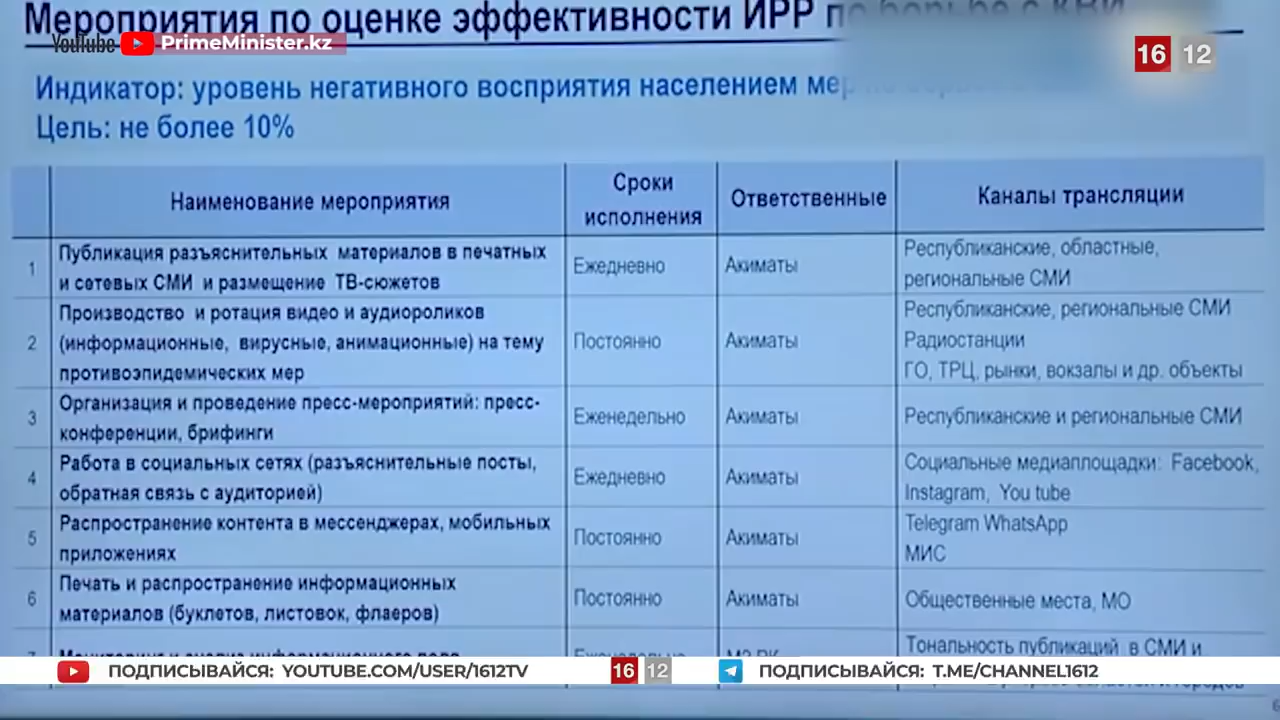 Мероприятия по оценке эффективности ИРР по борьбе с КВИ
YouTube PrimeMinister.kz
16 12
Индикатор: уровень негативного восприятия населением мер
Цель: не более 10%
Наименование мероприятия
Сроки
исполнения
Ответственные
Каналы трансляции
1
Публикация разъяснительных материалов в печатных
и сетевых СМИ и размещение ТВ-сюжетов
Ежедневно
Акиматы
Республиканские, областные,
региональные СМИ
2
Производство и ротация видео и аудиороликов
(информационные, вирусные, анимационные) на тему
противоэпидемических мер
Постоянно
Акиматы
Республиканские, региональные СМИ
Радиостанции
ГО, ТРЦ, рынки, вокзалы и др. объекты
3
Организация и проведение пресс-мероприятий: пресс-
конференции, брифинги
Еженедельно
Акиматы
Республиканские и региональные СМИ
4
Работа в социальных сетях (разъяснительные посты,
обратная связь с аудиторией)
Ежедневно
Акиматы
Социальные медиаплощадки: Facebook,
Instagram, You tube
5
Распространение контента в мессенджерах, мобильных
приложениях
Постоянно
Акиматы
Telegram WhatsApp
МИС
6
Печать и распространение информационных
материалов (буклетов, листовок, флаеров)
Постоянно
Акиматы
Общественные места, МО
Тональность публикаций в СМИ и
ПОДПИСЫВАЙСЯ: YOUTUBE.COM/USER/1612TV
16 12
ПОДПИСЫВАЙСЯ: T.ME/CHANNEL1612